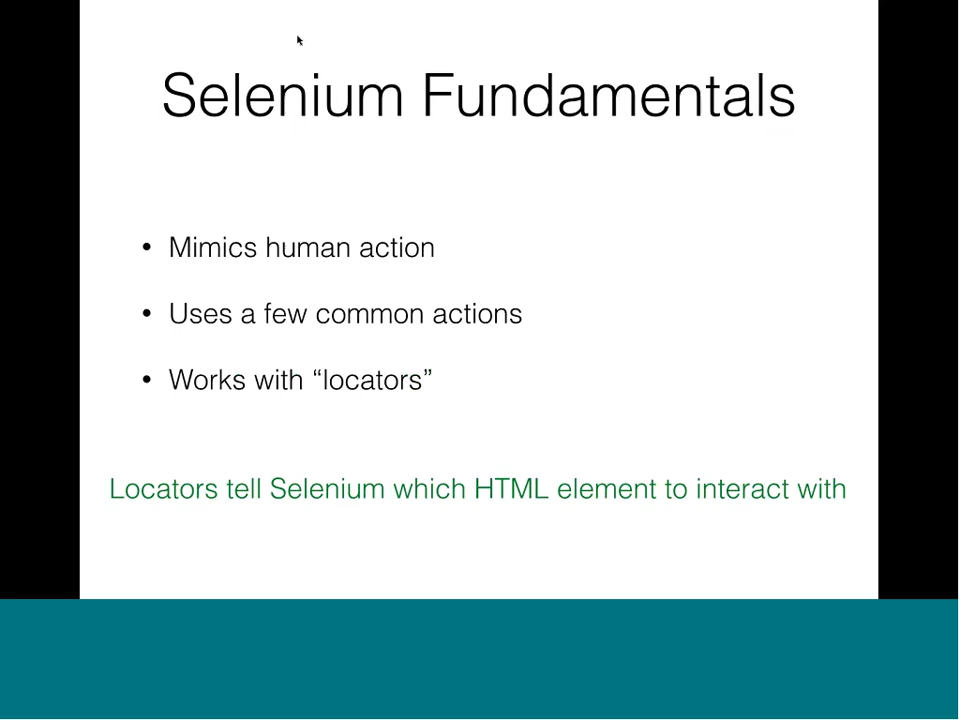 Selenium Fundamentals
• Mimics human action
• Uses a few common actions
• Works with “locators”
Locators tell Selenium which HTML element to interact with